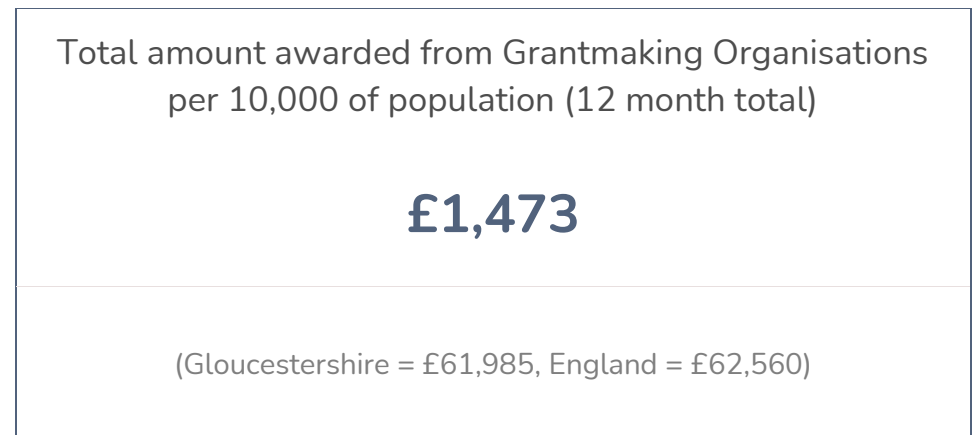 Total amount awarded from Grantmaking Organisations
per 10,000 of population (12 month total)
£1,473
(Gloucestershire = £61,985, England = £62,560)